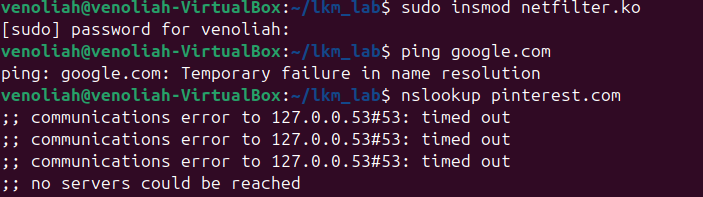 venoliah@venoliah-VirtualBox:~/lkm_lab$ sudo insmod netfilter.ko
[sudo] password for venoliah:
venoliah@venoliah-VirtualBox:~/lkm_lab$ ping google.com
ping: google.com: Temporary failure in name resolution
venoliah@venoliah-VirtualBox:~/lkm_lab$ nslookup pinterest.com
;; communications error to 127.0.0.53#53: timed out
;; communications error to 127.0.0.53#53: timed out
;; communications error to 127.0.0.53#53: timed out
;; no servers could be reached